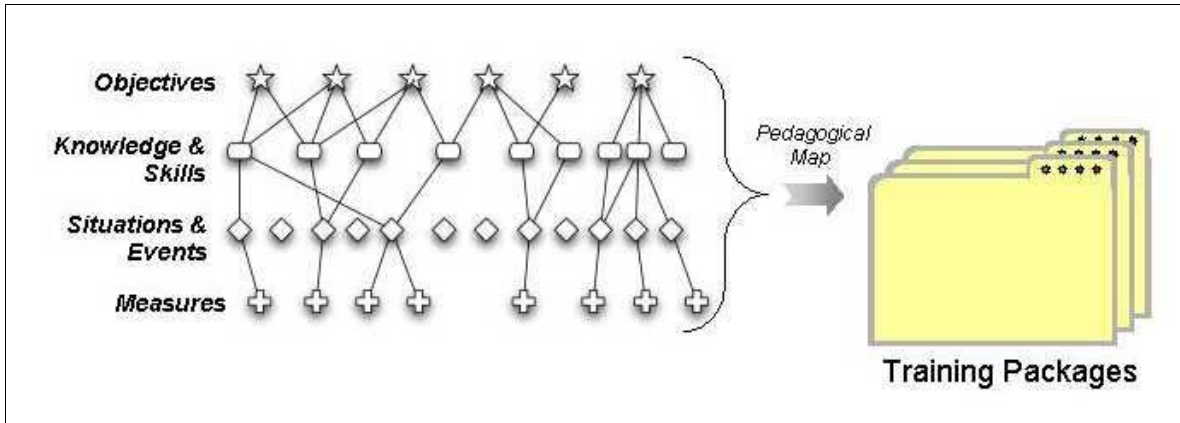 Objectives
Knowledge &
Skills
Situations &
Events
Measures
Pedagogical
Map
Training Packages